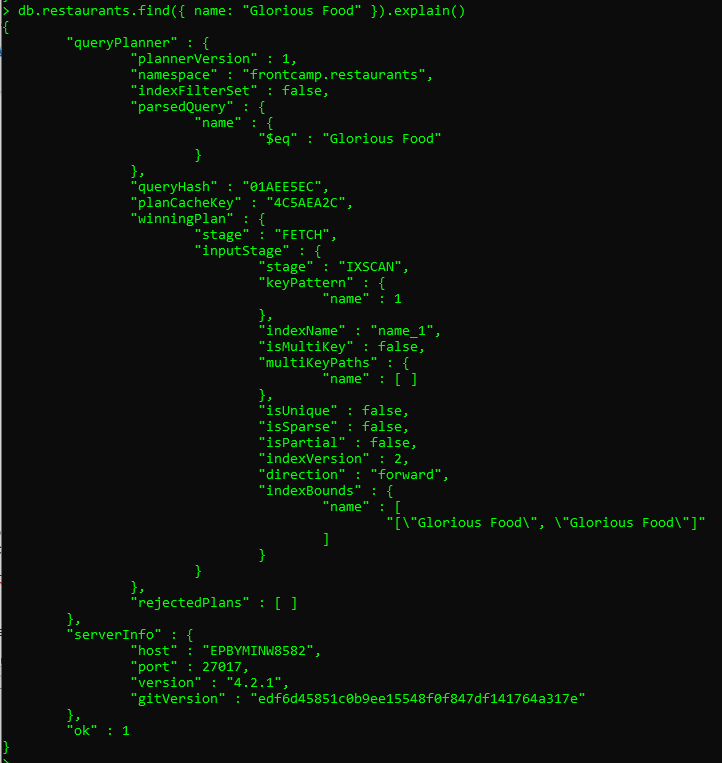 > db.restaurants.find({ name: "Glorious Food" }).explain()
{
        "queryPlanner" : {
                "plannerVersion" : 1,
                "namespace" : "frontcamp.restaurants",
                "indexFilterSet" : false,
                "parsedQuery" : {
                        "name" : {
                                "$eq" : "Glorious Food"
                        }
                },
                "queryHash" : "01AEE5EC",
                "planCacheKey" : "4C5AEA2C",
                "winningPlan" : {
                        "stage" : "FETCH",
                        "inputStage" : {
                                "stage" : "IXSCAN",
                                "keyPattern" : {
                                        "name" : 1
                                },
                                "indexName" : "name_1",
                                "isMultiKey" : false,
                                "multiKeyPaths" : {
                                        "name" : [ ]
                                },
                                "isUnique" : false,
                                "isSparse" : false,
                                "isPartial" : false,
                                "indexVersion" : 2,
                                "direction" : "forward",
                                "indexBounds" : {
                                        "name" : [
                                                "[\"Glorious Food\", \"Glorious Food\"]"
                                        ]
                                }
                        }
                },
                "rejectedPlans" : [ ]
        },
        "serverInfo" : {
                "host" : "EPBYMINW8582",
                "port" : 27017,
                "version" : "4.2.1",
                "gitVersion" : "edf6d45851c0b9ee15548f0f847df141764a317e"
        },
        "ok" : 1
}
>